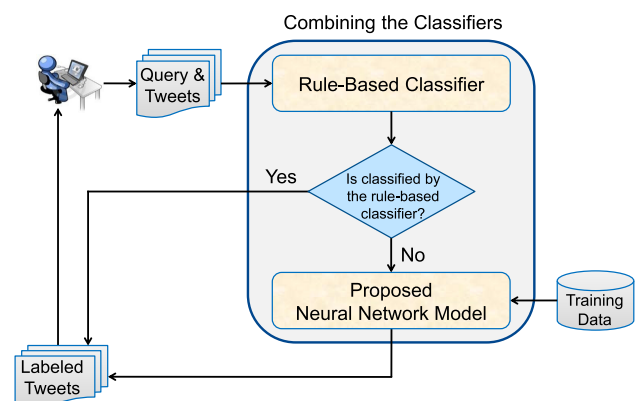 Combining the Classifiers
Query &
Tweets
Rule-Based Classifier
Yes
Is classified by
the rule-based
classifier?
No
Proposed
Neural Network Model
Training
Data
Labeled
Tweets